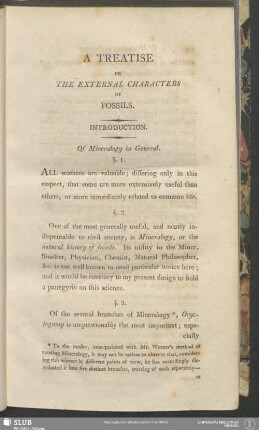 A TREATISE
ON
THE EXTERNAL CHARACTERS
OF
FOSSILS.
INTRODUCTION.
Of Mineralogy in General.
§. 1.
ALL sciences are valuable; differing only in this
respect, that some are more extensively useful than
others, or more immediately related to common life.
§. 2.
One of the most generally useful, and nearly in-
dispensable to civil society, is Mineralogy, or the
natural history of fossils. Its utility to the Miner,
Smelter, Physician, Chemist, Natural Philosopher,
&c. is too well known to need particular notice here;
and it would be contrary to my present design to hold
a panegyric on this science.
§. 3.
Of the several branches of Mineralogy *, Oryc-
tognosy is unquestionably the most important; espe-
cially
* To the reader, unacquainted with Mr. Werner's method of
treating Mineralogy, it may not be useless to observe that, consider-
ing this science in different points of view, he has accordingly dis-
tributed it into five distinct branches, treating of each separately.—
SLUB